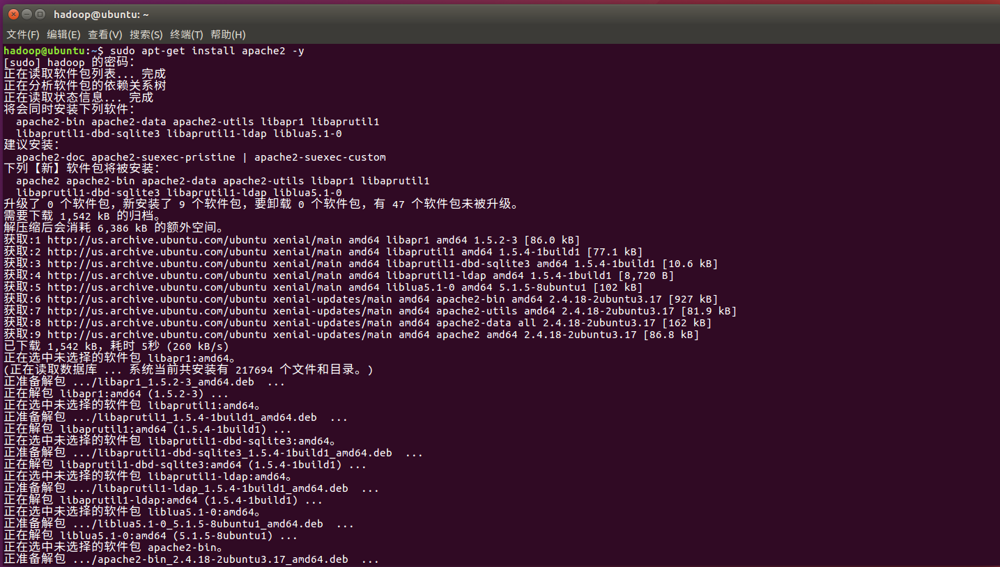 hadoop@ubuntu: ~
文件(F) 编辑(E) 查看(V) 搜索(S) 终端(T) 帮助(H)
hadoop@ubuntu:~$ sudo apt-get install apache2 -y
[sudo] hadoop 的密码：
正在读取软件包列表... 完成
正在分析软件包的依赖关系树
正在读取状态信息... 完成
将会同时安装下列软件：
  apache2-bin apache2-data apache2-utils libapr1 libaprutil1
  libaprutil1-dbd-sqlite3 libaprutil1-ldap liblua5.1-0
建议安装：
  apache2-doc apache2-suexec-pristine | apache2-suexec-custom
下列【新】软件包将被安装：
  apache2 apache2-bin apache2-data apache2-utils libapr1 libaprutil1
  libaprutil1-dbd-sqlite3 libaprutil1-ldap liblua5.1-0
升级了 0 个软件包，新安装了 9 个软件包，要卸载 0 个软件包，有 47 个软件包未被升级。
需要下载 1,542 kB 的归档。
解压缩后会消耗 6,386 kB 的额外空间。
获取:1 http://us.archive.ubuntu.com/ubuntu xenial/main amd64 libapr1 amd64 1.5.2-3 [86.0 kB]
获取:2 http://us.archive.ubuntu.com/ubuntu xenial/main amd64 libaprutil1 amd64 1.5.4-1build1 [77.1 kB]
获取:3 http://us.archive.ubuntu.com/ubuntu xenial/main amd64 libaprutil1-dbd-sqlite3 amd64 1.5.4-1build1 [10.6 kB]
获取:4 http://us.archive.ubuntu.com/ubuntu xenial/main amd64 libaprutil1-ldap amd64 1.5.4-1build1 [8,720 B]
获取:5 http://us.archive.ubuntu.com/ubuntu xenial/main amd64 liblua5.1-0 amd64 5.1.5-8ubuntu1 [102 kB]
获取:6 http://us.archive.ubuntu.com/ubuntu xenial-updates/main amd64 apache2-bin amd64 2.4.18-2ubuntu3.17 [927 kB]
获取:7 http://us.archive.ubuntu.com/ubuntu xenial-updates/main amd64 apache2-utils amd64 2.4.18-2ubuntu3.17 [81.9 kB]
获取:8 http://us.archive.ubuntu.com/ubuntu xenial-updates/main amd64 apache2-data all 2.4.18-2ubuntu3.17 [162 kB]
获取:9 http://us.archive.ubuntu.com/ubuntu xenial-updates/main amd64 apache2 amd64 2.4.18-2ubuntu3.17 [86.8 kB]
已下载 1,542 kB，耗时 5秒 (260 kB/s)
正在选中未选择的软件包 libapr1:amd64。
(正在读取数据库 ... 系统当前共安装有 217694 个文件和目录。)
正准备解包 .../libapr1_1.5.2-3_amd64.deb  ...
正在解包 libapr1:amd64 (1.5.2-3) ...
正在选中未选择的软件包 libaprutil1:amd64。
正准备解包 .../libaprutil1_1.5.4-1build1_amd64.deb  ...
正在解包 libaprutil1:amd64 (1.5.4-1build1) ...
正在选中未选择的软件包 libaprutil1-dbd-sqlite3:amd64。
正准备解包 .../libaprutil1-dbd-sqlite3_1.5.4-1build1_amd64.deb  ...
正在解包 libaprutil1-dbd-sqlite3:amd64 (1.5.4-1build1) ...
正在选中未选择的软件包 libaprutil1-ldap:amd64。
正准备解包 .../libaprutil1-ldap_1.5.4-1build1_amd64.deb  ...
正在解包 libaprutil1-ldap:amd64 (1.5.4-1build1) ...
正在选中未选择的软件包 liblua5.1-0:amd64。
正准备解包 .../liblua5.1-0_5.1.5-8ubuntu1_amd64.deb  ...
正在解包 liblua5.1-0:amd64 (5.1.5-8ubuntu1) ...
正在选中未选择的软件包 apache2-bin。
正准备解包 .../apache2-bin_2.4.18-2ubuntu3.17_amd64.deb  ...